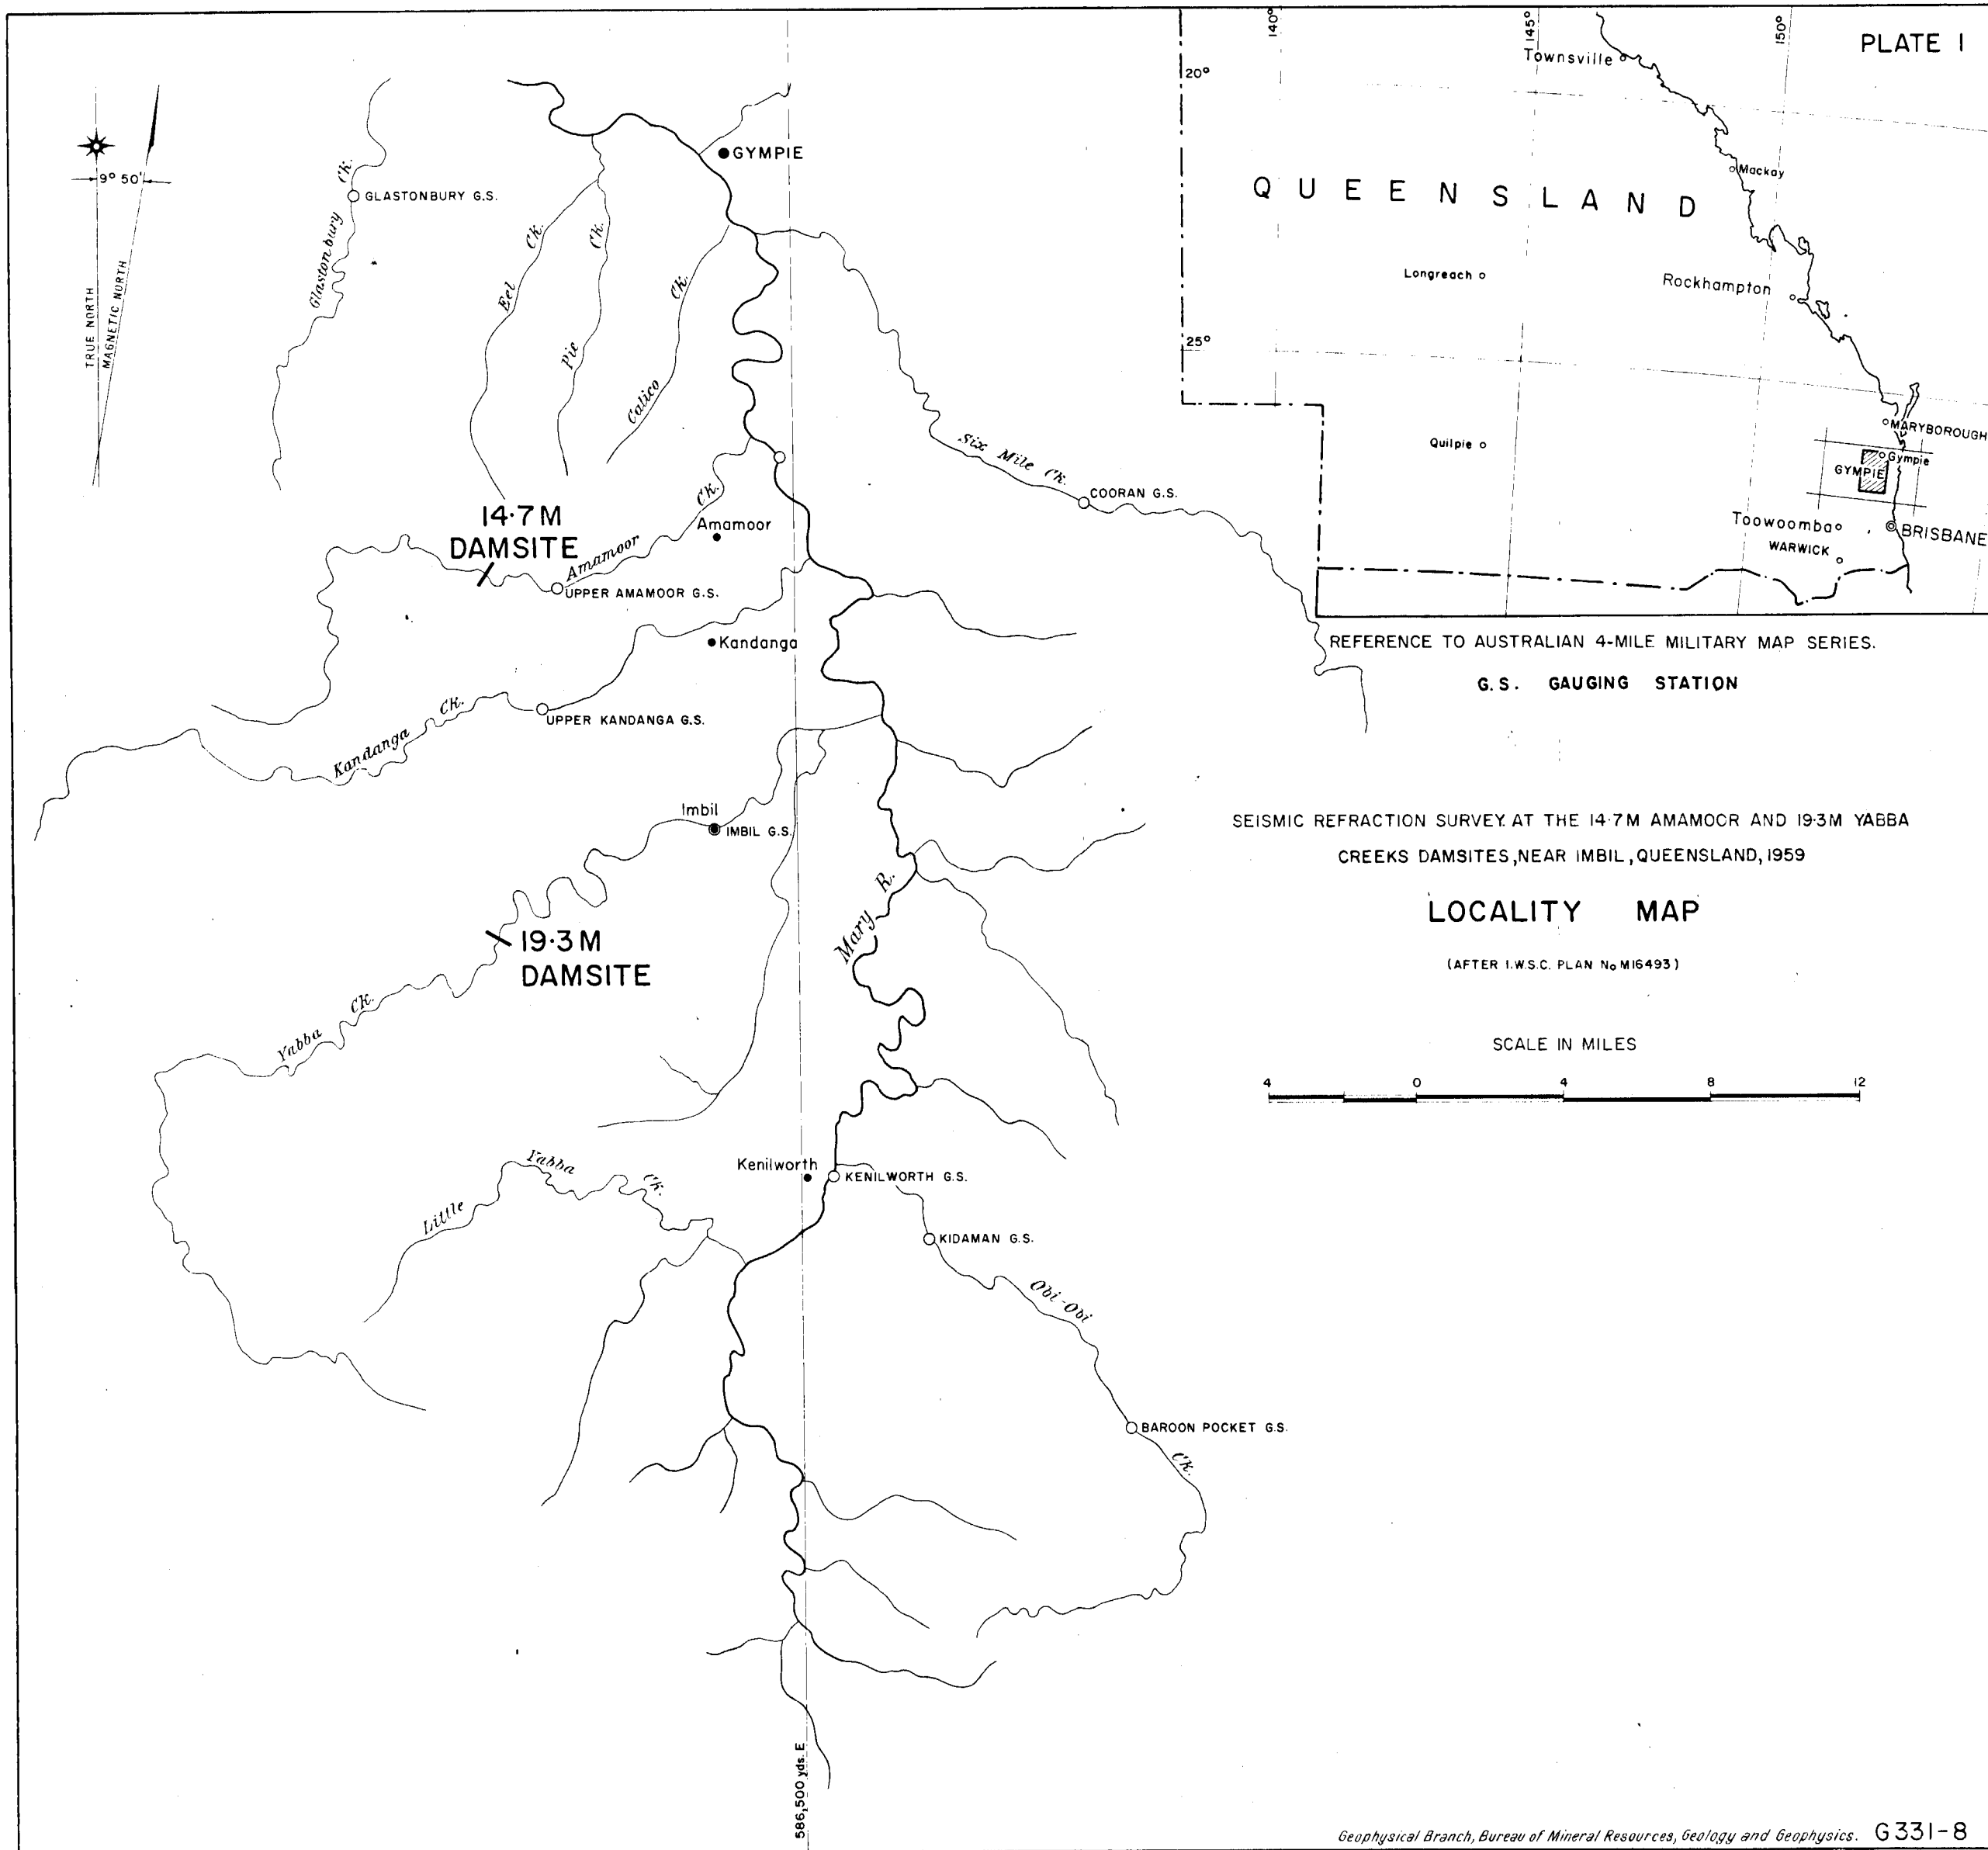 PLATE 1
140°
145°
150°
20°
25°
Townsville
Mackay
QUEENSLAND
Longreach
Rockhampton
Quilpie
MARYBOROUGH
Gympie
GYMPIE
Toowoomba
BRISBANE
WARWICK
REFERENCE TO AUSTRALIAN 4-MILE MILITARY MAP SERIES.
G.S. GAUGING STATION
SEISMIC REFRACTION SURVEY AT THE 14·7M AMAMOOR AND 19·3M YABBA
CREEKS DAMSITES, NEAR IMBIL, QUEENSLAND, 1959
LOCALITY MAP
(AFTER I.W.S.C. PLAN No M16493)
SCALE IN MILES
4 0 4 8 12
9° 50'
TRUE NORTH
MAGNETIC NORTH
GYMPIE
Glastonbury Ck.
GLASTONBURY G.S.
Eel Ck.
Pie Ck.
Calico Ck.
Six Mile Ck.
COORAN G.S.
14·7M
DAMSITE
Amamoor Ck.
Amamoor
UPPER AMAMOOR G.S.
Kandanga
Kandanga Ck.
UPPER KANDANGA G.S.
Imbil
IMBIL G.S.
Mary R.
19·3M
DAMSITE
Yabba Ck.
Little Yabba Ck.
Kenilworth
KENILWORTH G.S.
KIDAMAN G.S.
Obi-Obi Ck.
BAROON POCKET G.S.
586,500 yds. E
Geophysical Branch, Bureau of Mineral Resources, Geology and Geophysics. G331-8